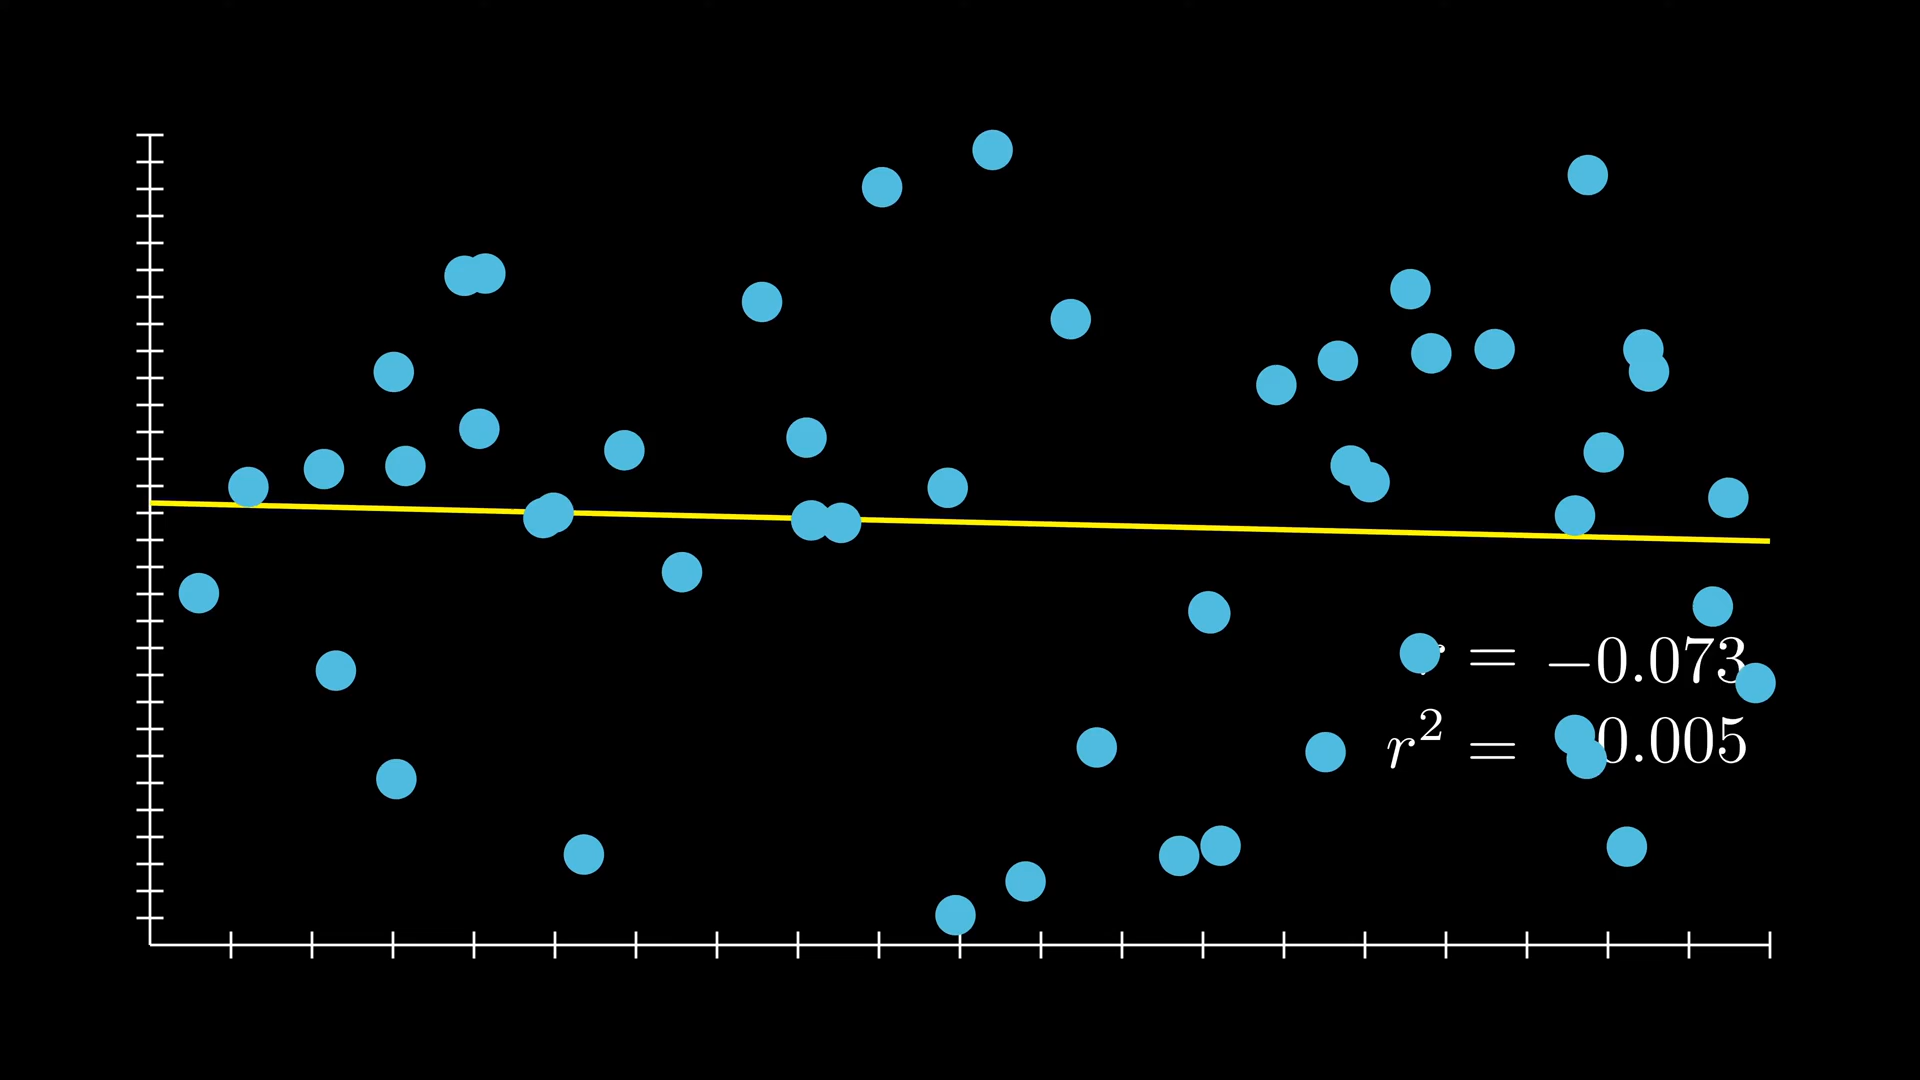 r = −0.073
r² = 0.005